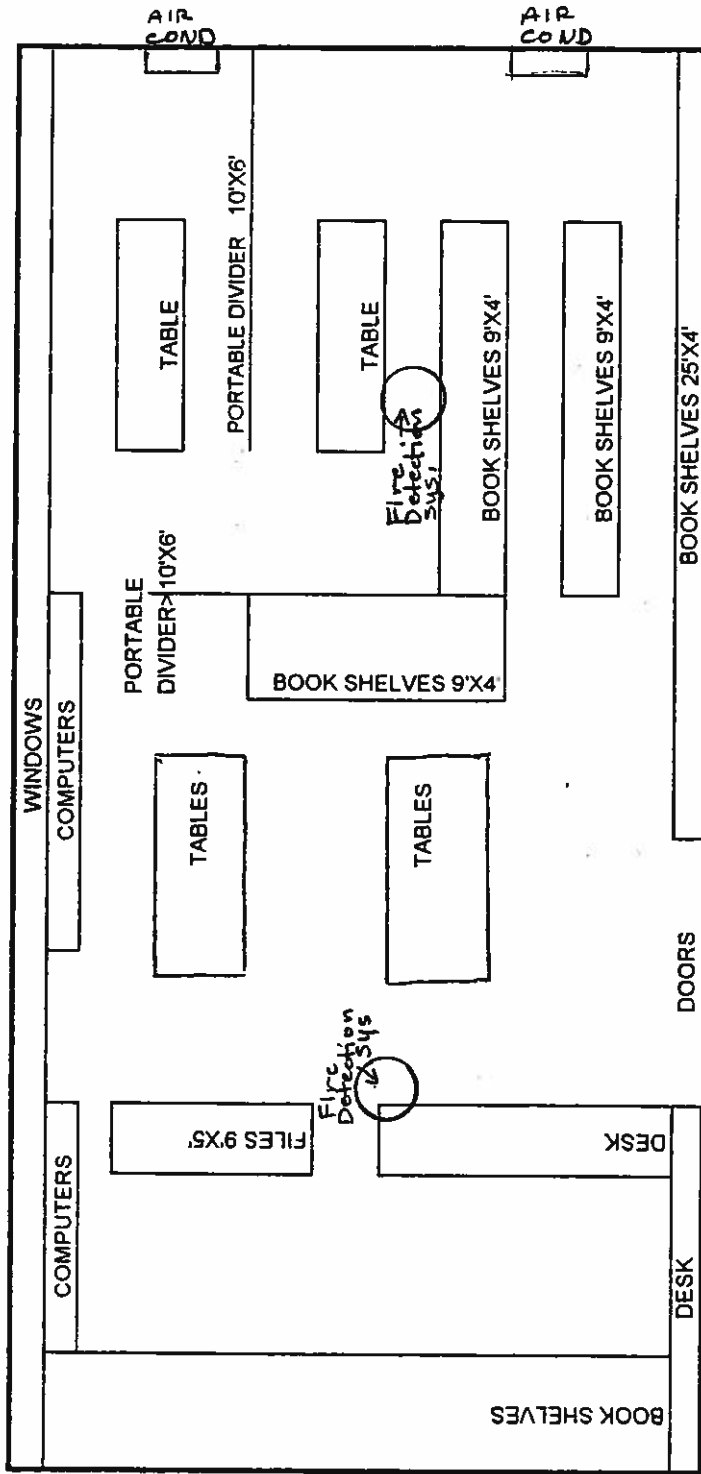 AIR
COND
AIR
COND
WINDOWS
COMPUTERS
COMPUTERS
TABLE
PORTABLE DIVIDER 10'X6'
TABLE
Fire
Detection
Sys.
BOOK SHELVES 9'X4'
BOOK SHELVES 9'X4'
BOOK SHELVES 25'X4'
PORTABLE
DIVIDER>10'X6'
BOOK SHELVES 9'X4'
TABLES
TABLES
DOORS
Fire
Detection
Sys
FILES 9'X5'
DESK
DESK
BOOK SHELVES